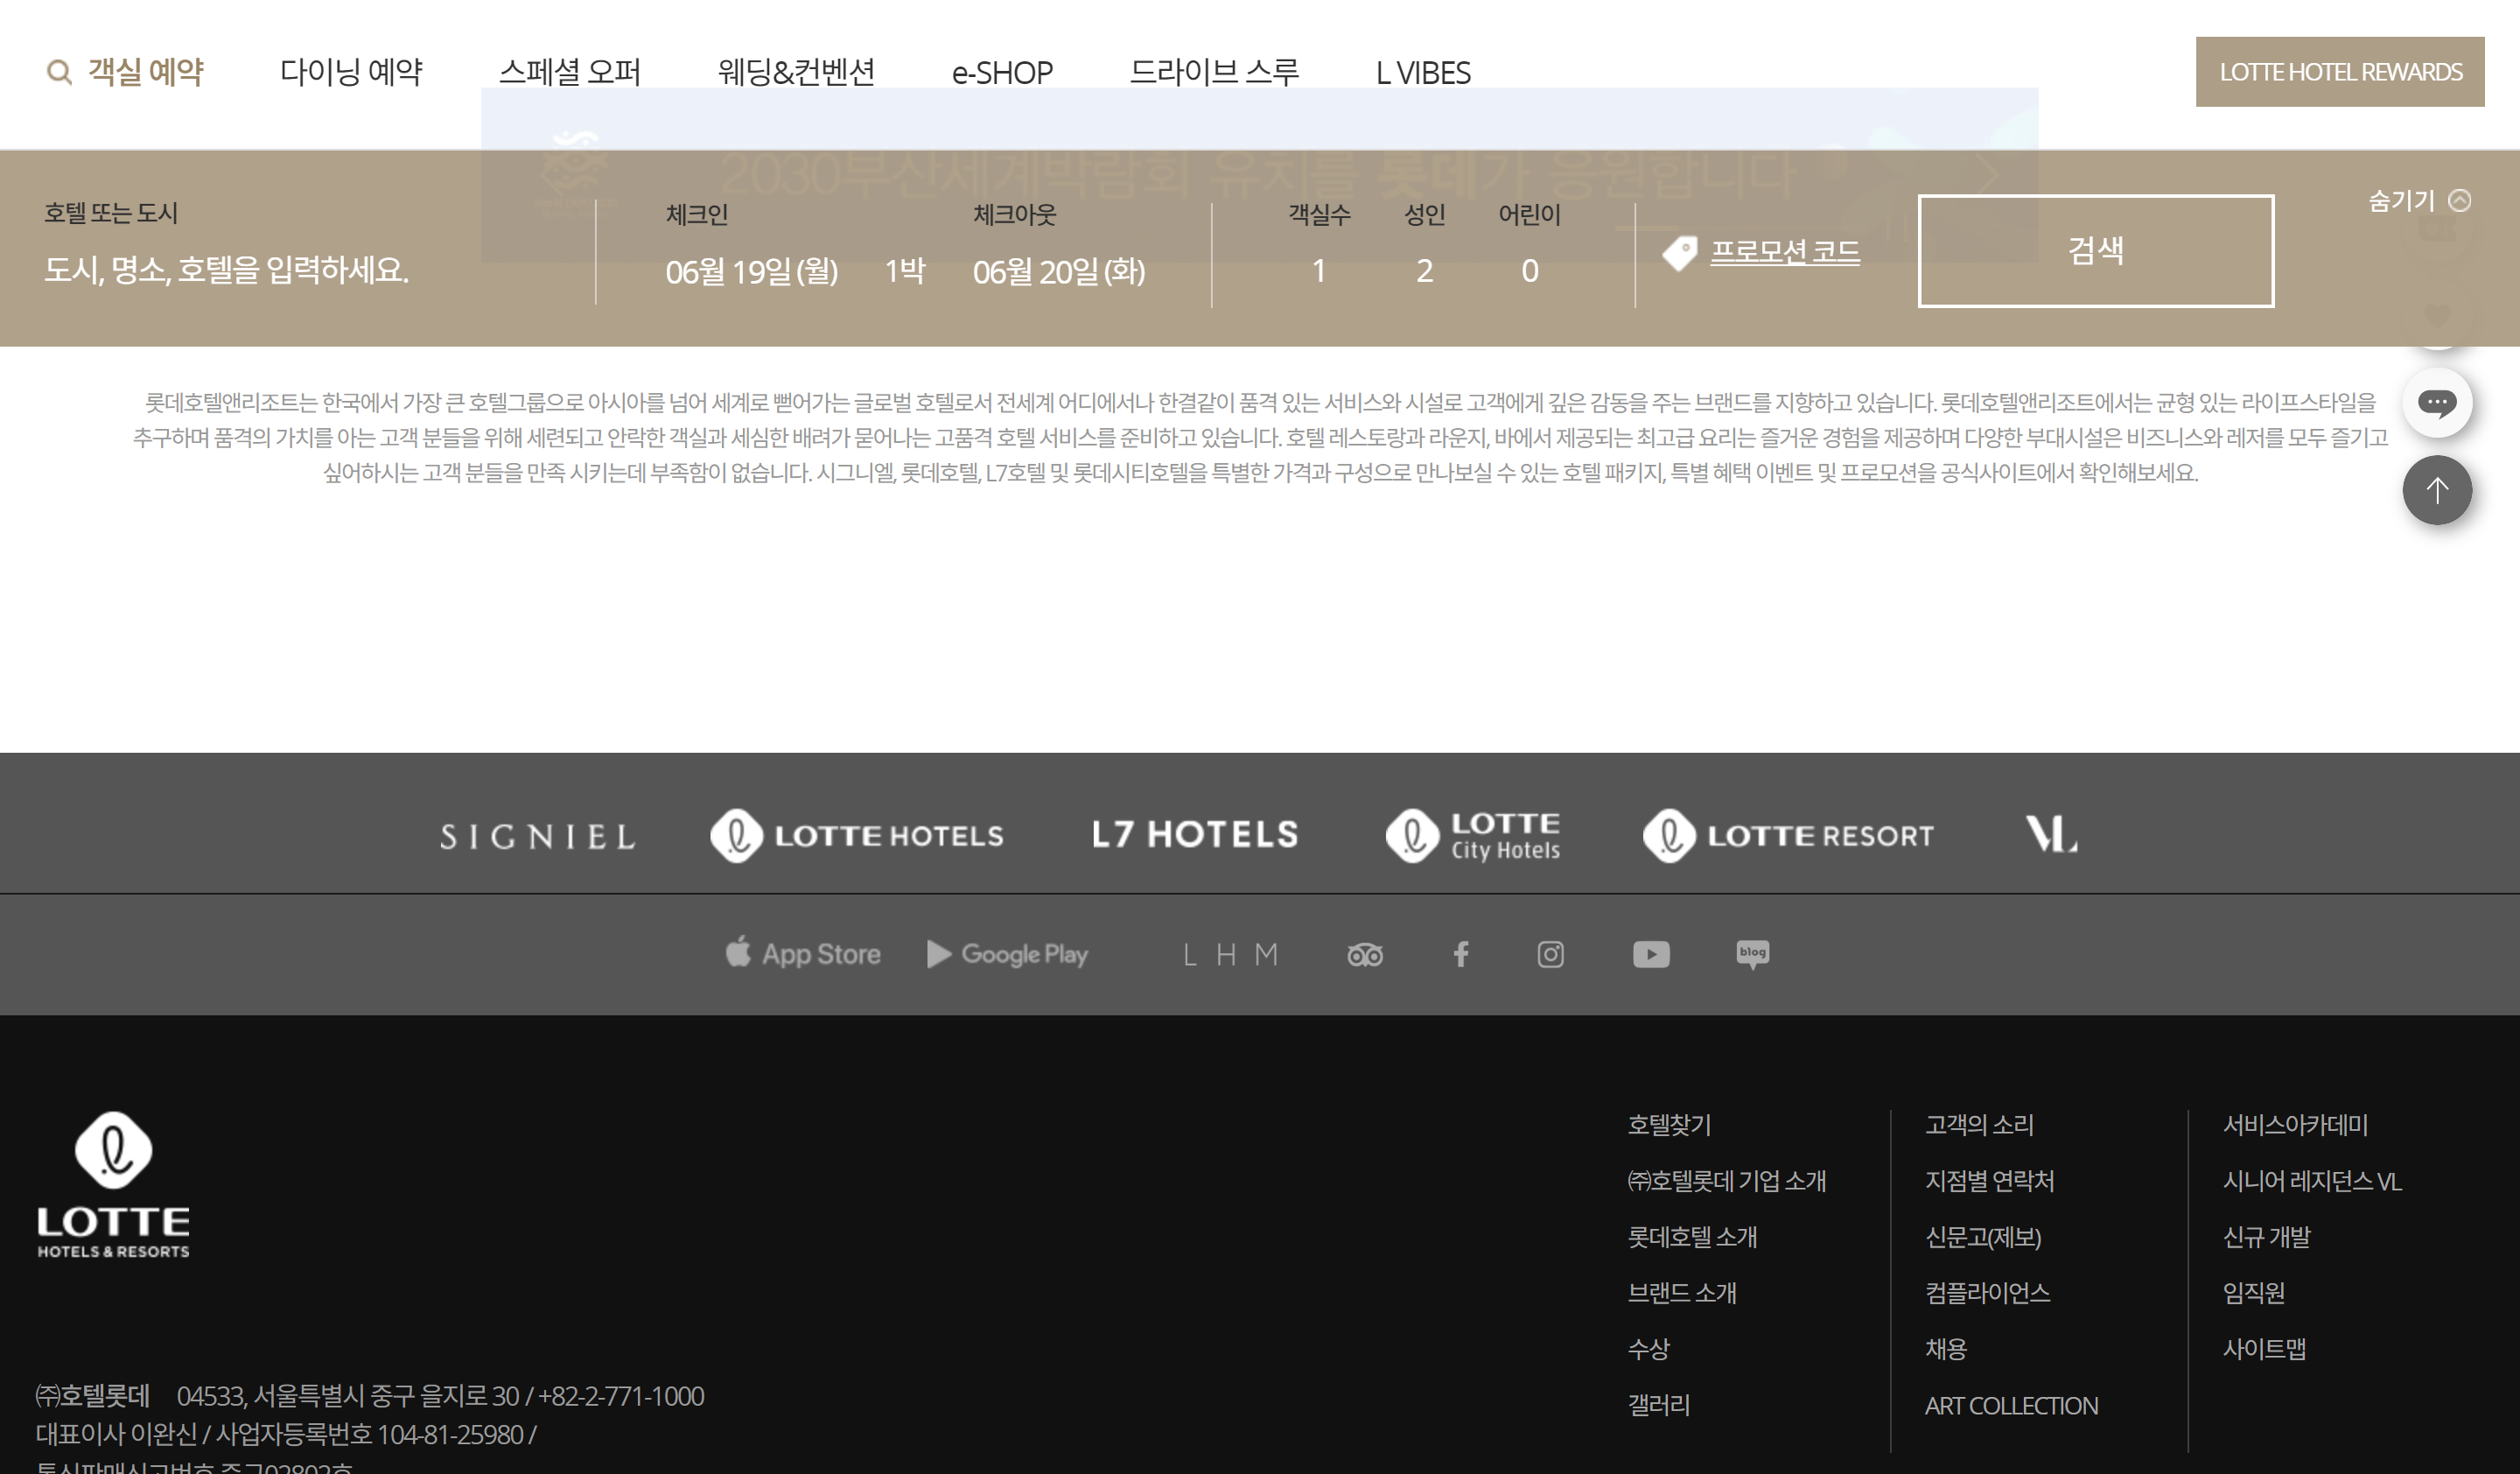 객실 예약 다이닝 예약 스페셜 오퍼 웨딩&컨벤션 e-SHOP 드라이브 스루 L VIBES LOTTE HOTEL REWARDS
2030부산세계박람회 유치를 롯데가 응원합니다
호텔 또는 도시 체크인 체크아웃 객실수 성인 어린이 숨기기
도시, 명소, 호텔을 입력하세요. 06월 19일 (월) 1박 06월 20일 (화) 1 2 0 프로모션 코드 검색
롯데호텔앤리조트는 한국에서 가장 큰 호텔그룹으로 아시아를 넘어 세계로 뻗어가는 글로벌 호텔로서 전세계 어디에서나 한결같이 품격 있는 서비스와 시설로 고객에게 깊은 감동을 주는 브랜드를 지향하고 있습니다. 롯데호텔앤리조트에서는 균형 있는 라이프스타일을
추구하며 품격의 가치를 아는 고객 분들을 위해 세련되고 안락한 객실과 세심한 배려가 묻어나는 고품격 호텔 서비스를 준비하고 있습니다. 호텔 레스토랑과 라운지, 바에서 제공되는 최고급 요리는 즐거운 경험을 제공하며 다양한 부대시설은 비즈니스와 레저를 모두 즐기고
싶어하시는 고객 분들을 만족 시키는데 부족함이 없습니다. 시그니엘, 롯데호텔, L7호텔 및 롯데시티호텔을 특별한 가격과 구성으로 만나보실 수 있는 호텔 패키지, 특별 혜택 이벤트 및 프로모션을 공식사이트에서 확인해보세요.
SIGNIEL LOTTE HOTELS L7 HOTELS LOTTE City Hotels LOTTE RESORT VL
App Store Google Play LHM blog
LOTTE
HOTELS & RESORTS
호텔찾기 고객의 소리 서비스아카데미
㈜호텔롯데 기업 소개 지점별 연락처 시니어 레지던스 VL
롯데호텔 소개 신문고(제보) 신규 개발
브랜드 소개 컴플라이언스 임직원
수상 채용 사이트맵
갤러리 ART COLLECTION
㈜호텔롯데 04533, 서울특별시 중구 을지로 30 / +82-2-771-1000
대표이사 이완신 / 사업자등록번호 104-81-25980 /
통신판매신고번호 중구02802호